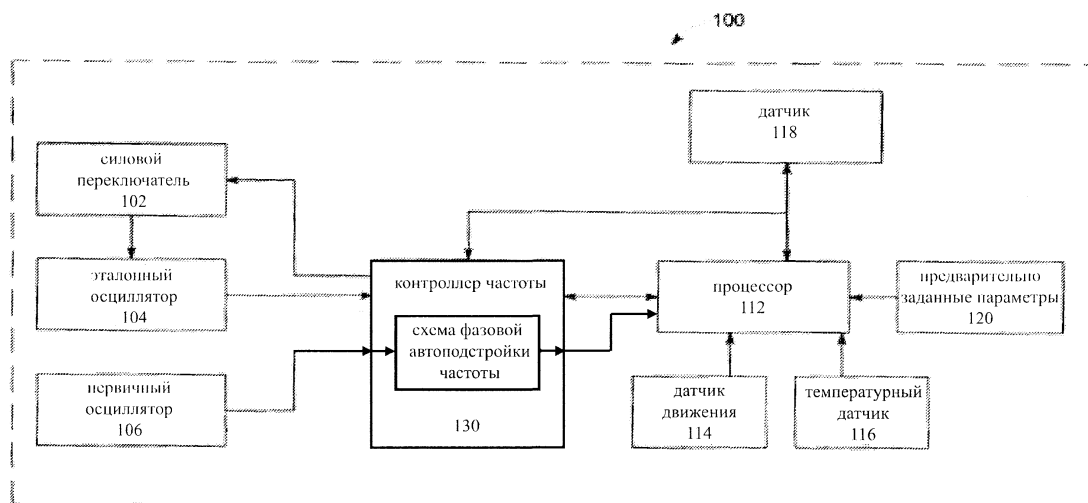 100
датчик
118
силовой
переключатель
102
эталонный
осциллятор
104
контроллер частоты
процессор
112
предварительно
заданные параметры
120
схема фазовой
автоподстройки
частоты
первичный
осциллятор
106
130
датчик
движения
114
температурный
датчик
116